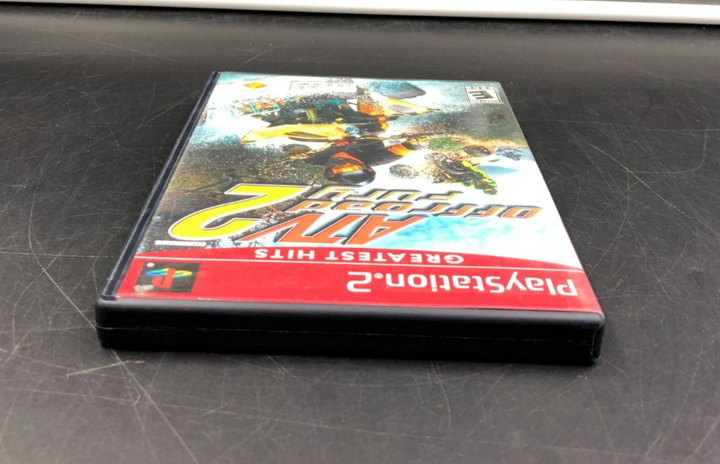 PlayStation.2
GREATEST HITS
ATV
OFFROAD
FURY
2
E